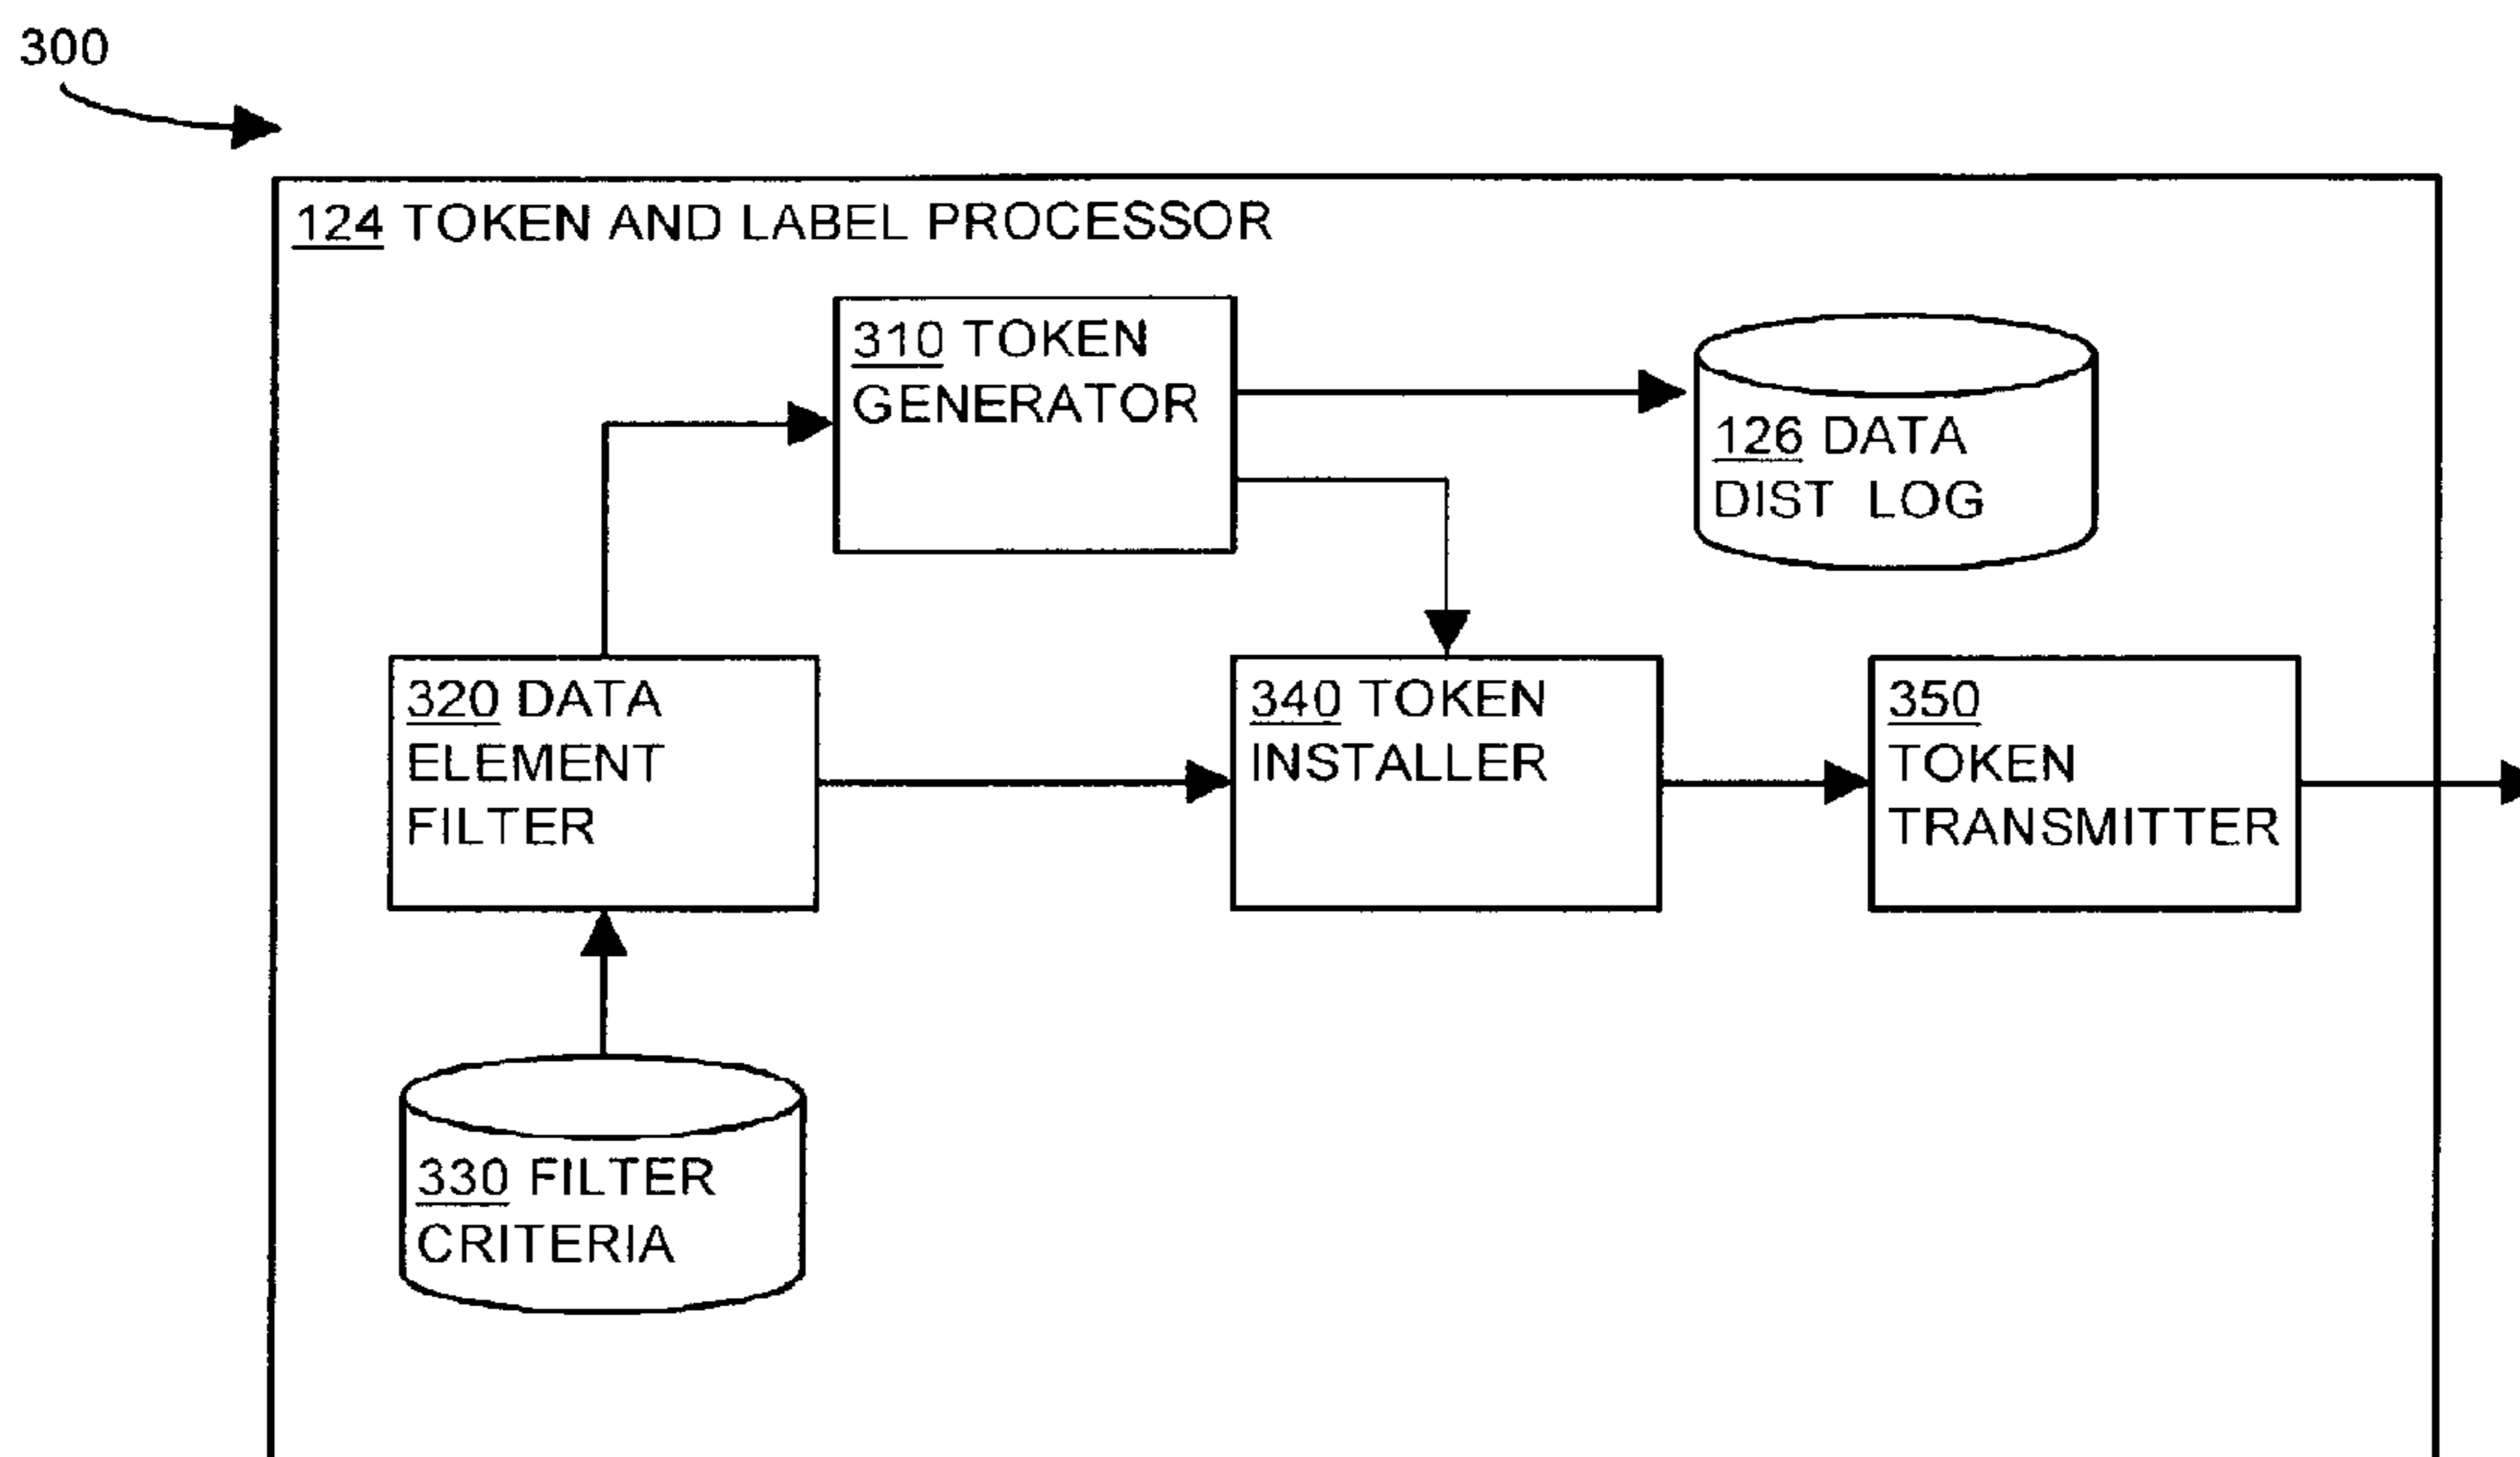 300
124 TOKEN AND LABEL PROCESSOR
310 TOKEN
GENERATOR
126 DATA
DIST LOG
320 DATA
ELEMENT
FILTER
340 TOKEN
INSTALLER
350
TOKEN
TRANSMITTER
330 FILTER
CRITERIA